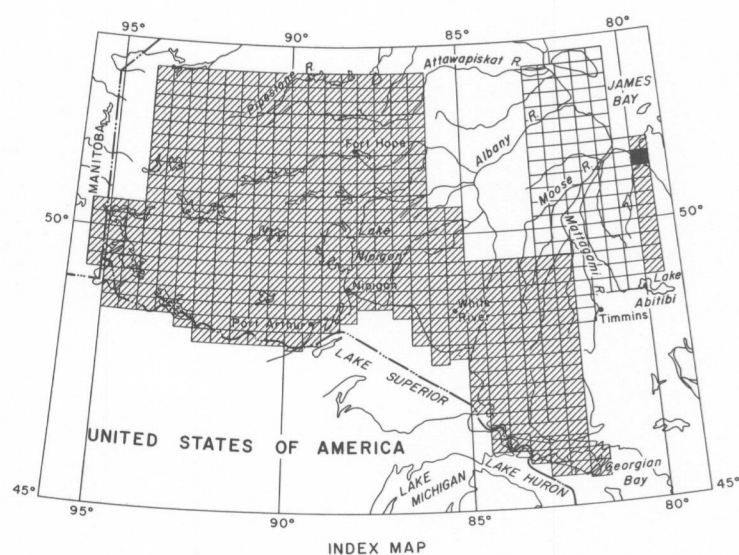 95°
90°
85°
80°
Attawapiskat R.
JAMES
BAY
Pipestone R.
MANITOBA
Fort Hope
Albany R.
Moose R.
50°
Lake
Nipigon
Mattagami R.
50°
Nipigon
White
River
Lake
Abitibi
Port Arthur
Timmins
LAKE SUPERIOR
UNITED STATES OF AMERICA
LAKE
MICHIGAN
LAKE HURON
Georgian
Bay
45°
95°
90°
85°
80°
45°
INDEX MAP